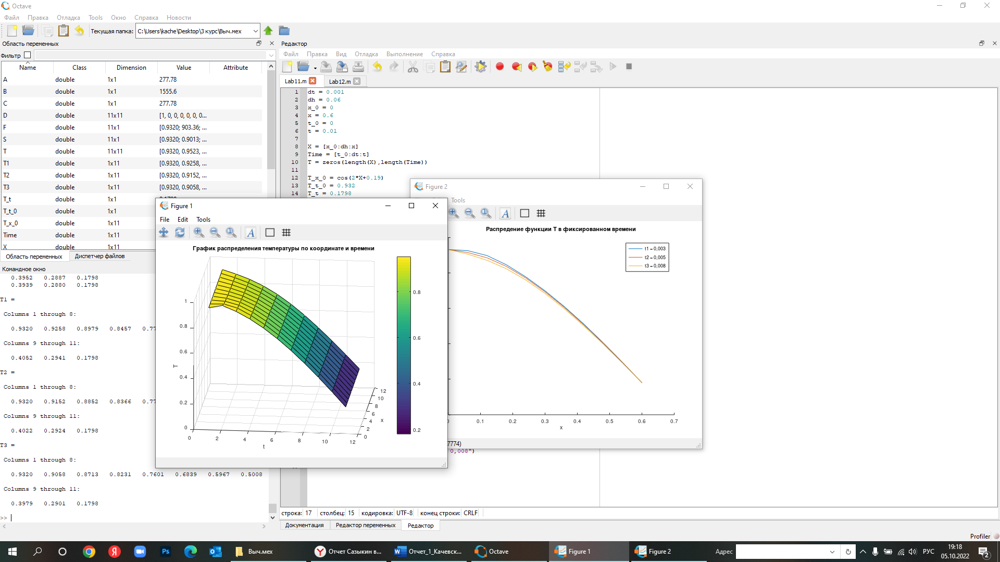 Octave
Файл Правка Отладка Tools Окно Справка Новости
Текущая папка: C:\Users\kache\Desktop\3 курс\Выч.мех
Область переменных
Фильтр
Name Class Dimension Value Attribute
A double 1x1 277.78
B double 1x1 1555.6
C double 1x1 277.78
D double 11x11 [1, 0, 0, 0, 0, 0, 0...
F double 11x1 [0.9320; 903.36; ...
S double 11x1 [0.9320; 0.9013; ...
T double 11x11 [0.9320, 0.9523, ...
T1 double 1x11 [0.9320, 0.9258, ...
T2 double 1x11 [0.9320, 0.9152, ...
T3 double 1x11 [0.9320, 0.9058, ...
T_t double 1x1
T_t_0 double 1x1
T_x_0 double 1x11
Time double 1x11
X double 1x11
Область переменных Диспетчер файлов
Командное окно
0.3952 0.2887 0.1798
0.3939 0.2880 0.1798
T1 =
Columns 1 through 8:
0.9320 0.9258 0.8979 0.8457 0.77
Columns 9 through 11:
0.4052 0.2941 0.1798
T2 =
Columns 1 through 8:
0.9320 0.9152 0.8852 0.8366 0.77
Columns 9 through 11:
0.4022 0.2924 0.1798
T3 =
Columns 1 through 8:
0.9320 0.9058 0.8713 0.8231 0.7601 0.6839 0.5967 0.5008
Columns 9 through 11:
0.3979 0.2901 0.1798
>>
Редактор
Файл Правка Вид Отладка Выполнение Справка
Lab11.m Lab12.m
1 dt = 0.001
2 dh = 0.06
3 x_0 = 0
4 x = 0.6
5 t_0 = 0
6 t = 0.01
7
8 X = [x_0:dh:x]
9 Time = [t_0:dt:t]
10 T = zeros(length(X),length(Time))
11
12 T_x_0 = cos(2*X+0.19)
13 T_t_0 = 0.932
14 T_t = 0.1798
Figure 1
File Edit Tools
График распределения температуры по координате и времени
1
0.8
0.6
0.4
0.2
0
T
0 2 4 6 8 10 12
t
12
10
8
6
4
2
0
x
0.8
0.6
0.4
0.2
Figure 2
Tools
Распредение функции Т в фиксированном времени
t1 = 0,003
t2 = 0,005
t3 = 0,008
0.1 0.2 0.3 0.4 0.5 0.6 0.7
x
7774)
0,008")
строка: 17 столбец: 15 кодировка: UTF-8 конец строки: CRLF
Документация Редактор переменных Редактор
Profiler
Выч.мех
Отчет Сазыкин в...
Отчет_1_Качевск...
Octave
Figure 1
Figure 2
Адрес
РУС
19:18
05.10.2022
2